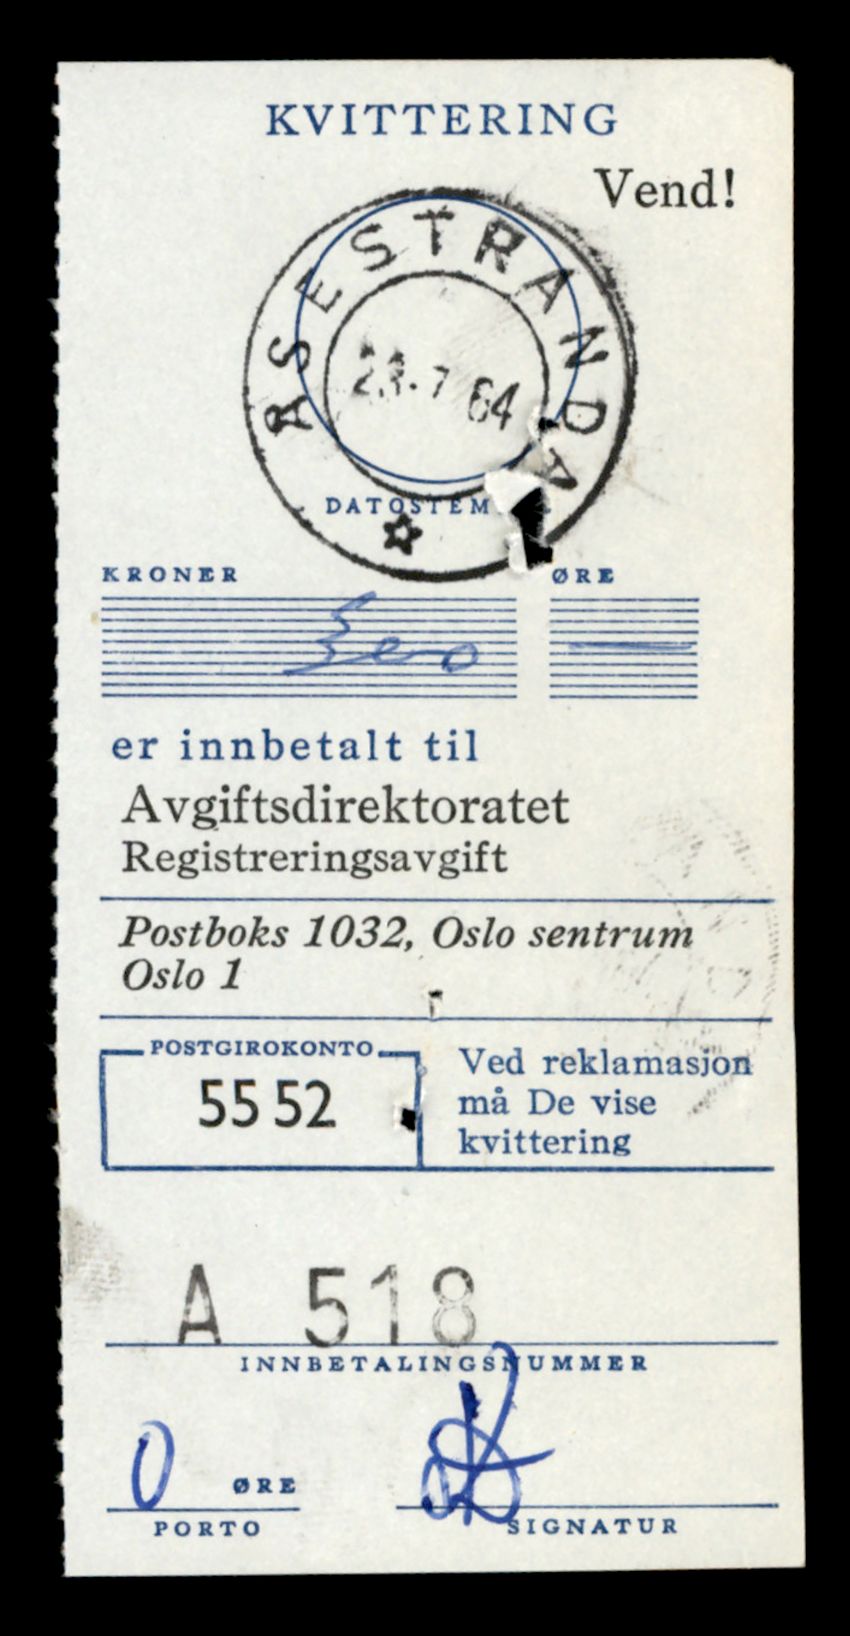 KVITTERING
Vend!
ÅSESTRANDA
23.7 64
DATOSTEM
KRONER ØRE
er innbetalt til
Avgiftsdirektoratet
Registreringsavgift
Postboks 1032, Oslo sentrum
Oslo 1
POSTGIROKONTO
55 52
Ved reklamasjon
må De vise
kvittering
A 518
INNBETALINGSNUMMER
0 ØRE
PORTO
SIGNATUR